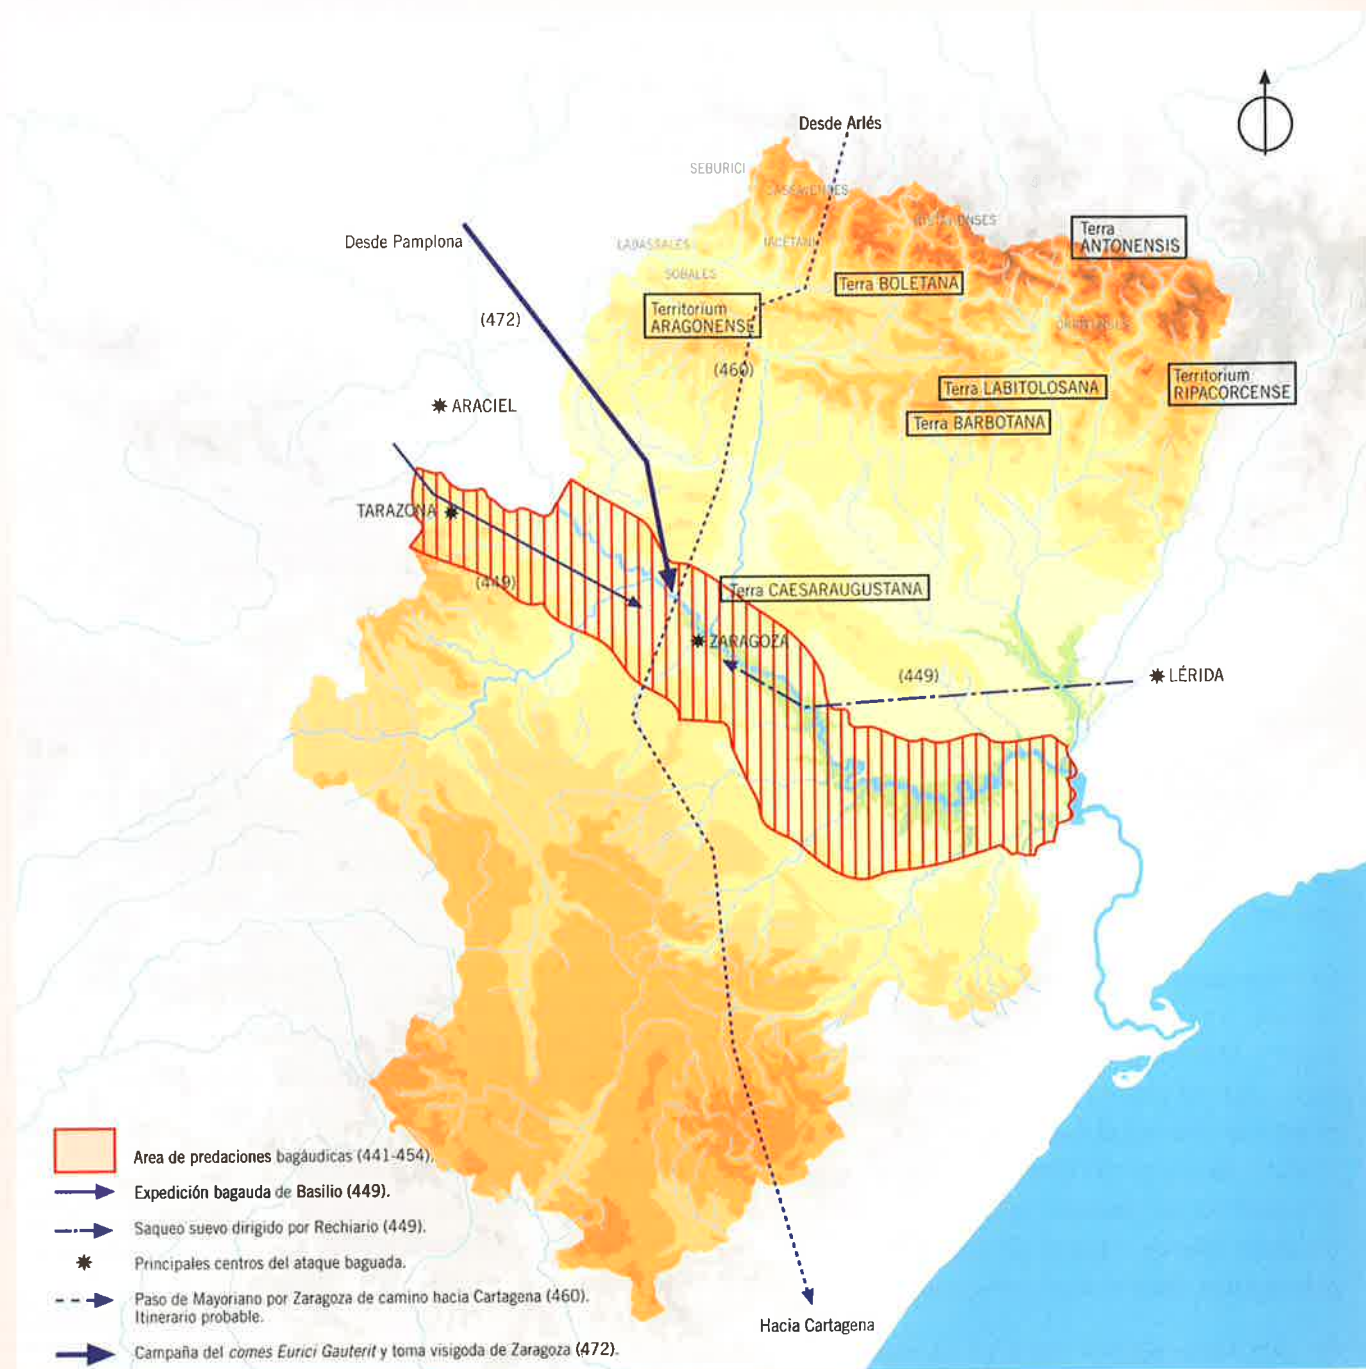 Desde Arlés
SEBURICI
Desde Pamplona
LABASSALES
IACETANI
SOBALES
Terra
ANTONENSIS
Terra BOLETANA
Territorium
ARAGONENSE
(472)
(460)
Territorium
RIPACORCENSE
Terra LABITOLOSANA
Terra BARBOTANA
ARACIEL
TARAZONA
(449)
Terra CAESARAUGUSTANA
ZARAGOZA
(449)
LÉRIDA
Area de predaciones bagáudicas (441-454).
Expedición bagauda de Basilio (449).
Saqueo suevo dirigido por Rechiario (449).
Principales centros del ataque baguada.
Paso de Mayoriano por Zaragoza de camino hacia Cartagena (460).
Itinerario probable.
Campaña del comes Eurici Gauterit y toma visigoda de Zaragoza (472).
Hacia Cartagena